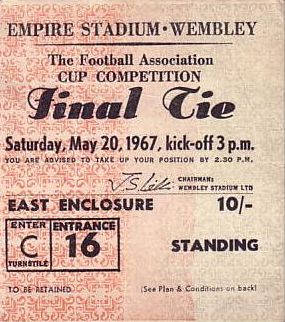 EMPIRE STADIUM · WEMBLEY
The Football Association
CUP COMPETITION
Final Tie
Saturday, May 20, 1967, kick-off 3 p.m.
YOU ARE ADVISED TO TAKE UP YOUR POSITION BY 2.30 P.M.
CHAIRMAN:
WEMBLEY STADIUM LTD
EAST ENCLOSURE 10/-
ENTER
C
TURNSTILE
ENTRANCE
16
STANDING
TO BE RETAINED
(See Plan & Conditions on back)